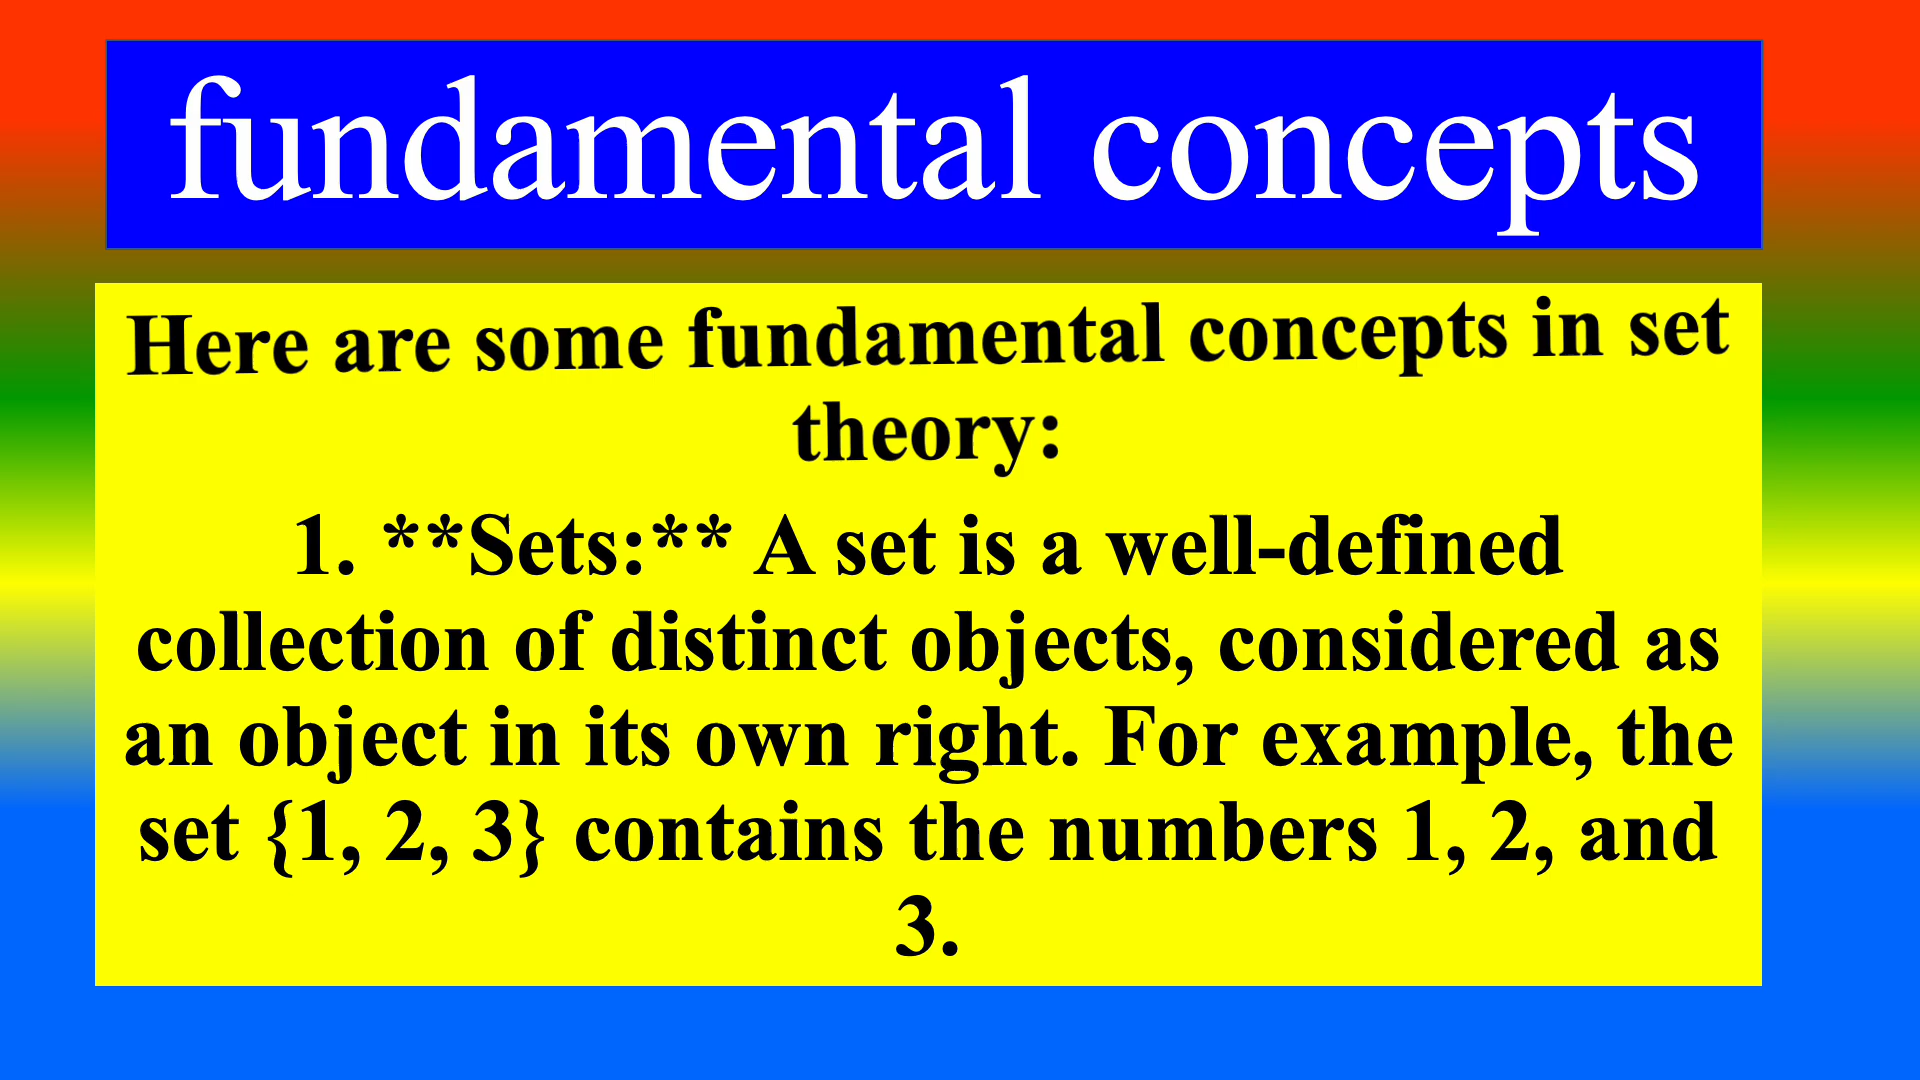 fundamental concepts
Here are some fundamental concepts in set
theory:
1. **Sets:** A set is a well-defined
collection of distinct objects, considered as
an object in its own right. For example, the
set {1, 2, 3} contains the numbers 1, 2, and
3.